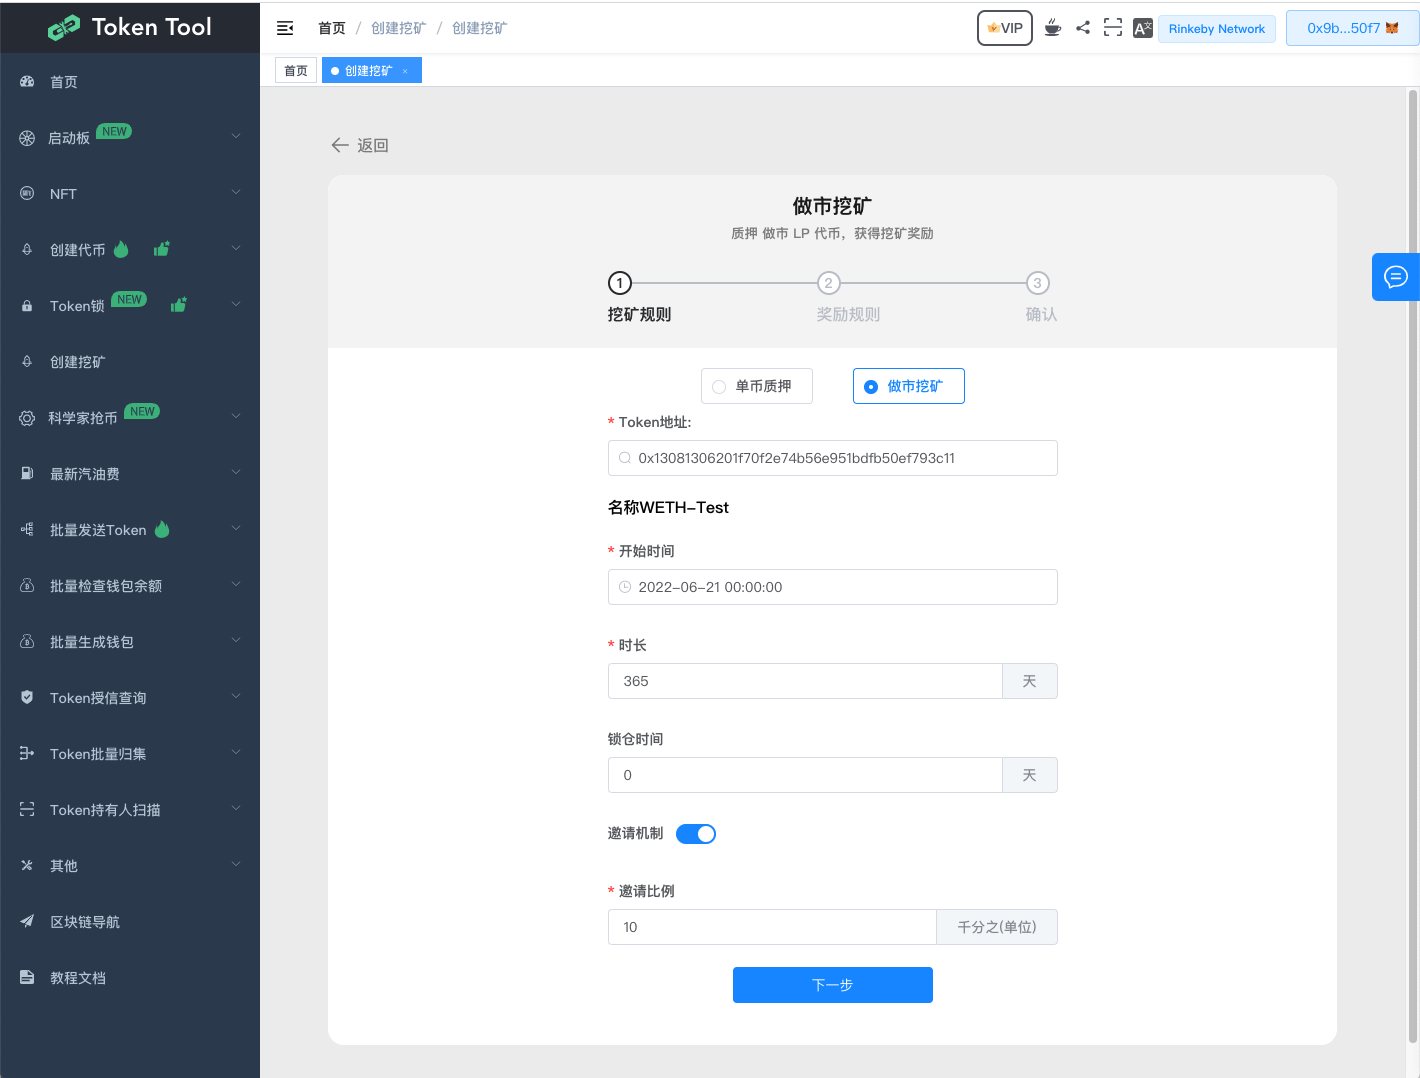 Token Tool
首页 / 创建挖矿 / 创建挖矿
VIP
Rinkeby Network
0x9b...50f7
首页
创建挖矿 ×
首页
启动板 NEW
NFT
创建代币
Token锁 NEW
创建挖矿
科学家抢币 NEW
最新汽油费
批量发送Token
批量检查钱包余额
批量生成钱包
Token授信查询
Token批量归集
Token持有人扫描
其他
区块链导航
教程文档
返回
做市挖矿
质押 做市 LP 代币，获得挖矿奖励
1 2 3
挖矿规则 奖励规则 确认
单币质押 做市挖矿
* Token地址:
0x13081306201f70f2e74b56e951bdfb50ef793c11
名称WETH-Test
* 开始时间
2022-06-21 00:00:00
* 时长
365 天
锁仓时间
0 天
邀请机制
* 邀请比例
10 千分之(单位)
下一步